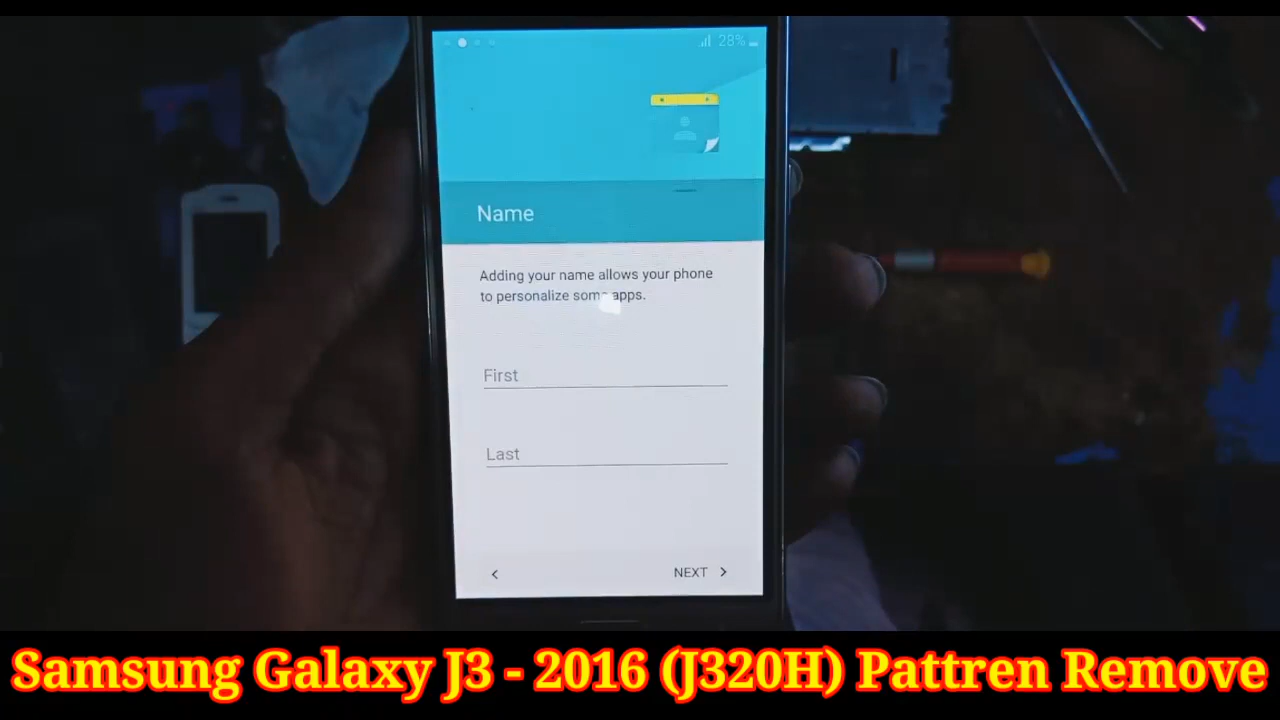 28%
Name
Adding your name allows your phone
to personalize some apps.
First
Last
< NEXT >
Samsung Galaxy J3 - 2016 (J320H) Pattren Remove